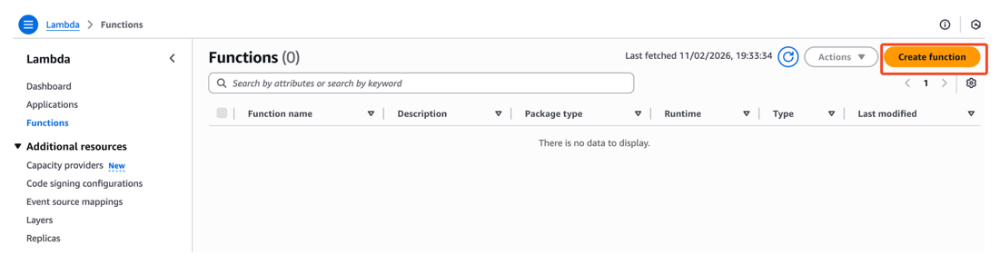 Lambda > Functions
Lambda
Dashboard
Applications
Functions
Additional resources
Capacity providers New
Code signing configurations
Event source mappings
Layers
Replicas
Functions (0)
Last fetched 11/02/2026, 19:33:34
Actions
Create function
Search by attributes or search by keyword
1
Function name
Description
Package type
Runtime
Type
Last modified
There is no data to display.